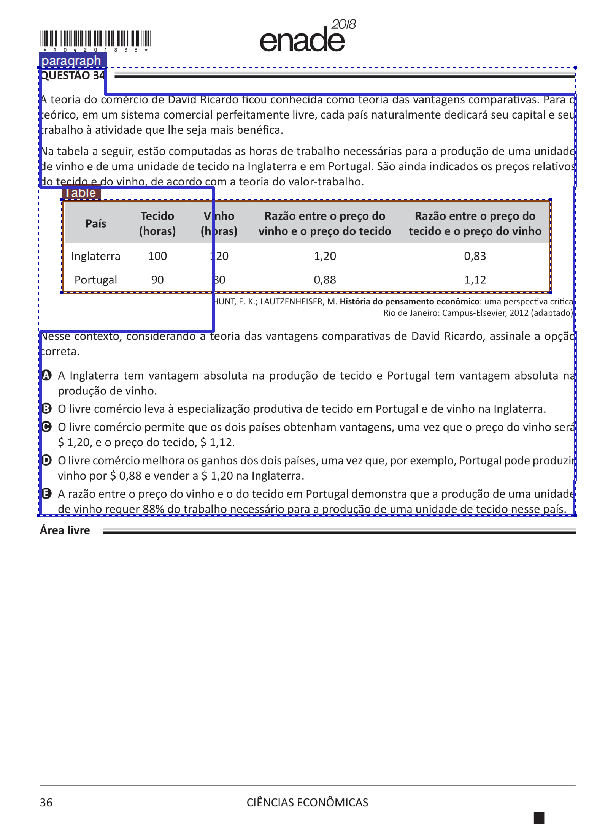 enade 2018
*R0420183 6*
paragraph
QUESTÃO 34
A teoria do comércio de David Ricardo ficou conhecida como teoria das vantagens comparativas. Para o
teórico, em um sistema comercial perfeitamente livre, cada país naturalmente dedicará seu capital e seu
trabalho à atividade que lhe seja mais benéfica.
Na tabela a seguir, estão computadas as horas de trabalho necessárias para a produção de uma unidade
de vinho e de uma unidade de tecido na Inglaterra e em Portugal. São ainda indicados os preços relativos
do tecido e do vinho, de acordo com a teoria do valor-trabalho.
Table
País Tecido (horas) Vinho (horas) Razão entre o preço do vinho e o preço do tecido Razão entre o preço do tecido e o preço do vinho
Inglaterra 100 120 1,20 0,83
Portugal 90 80 0,88 1,12
HUNT, E. K.; LAUTZENHEISER, M. História do pensamento econômico: uma perspectiva crítica
Rio de Janeiro: Campus-Elsevier, 2012 (adaptado)
Nesse contexto, considerando a teoria das vantagens comparativas de David Ricardo, assinale a opção
correta.
A A Inglaterra tem vantagem absoluta na produção de tecido e Portugal tem vantagem absoluta na
produção de vinho.
B O livre comércio leva à especialização produtiva de tecido em Portugal e de vinho na Inglaterra.
C O livre comércio permite que os dois países obtenham vantagens, uma vez que o preço do vinho será
$ 1,20, e o preço do tecido, $ 1,12.
D O livre comércio melhora os ganhos dos dois países, uma vez que, por exemplo, Portugal pode produzir
vinho por $ 0,88 e vender a $ 1,20 na Inglaterra.
E A razão entre o preço do vinho e o do tecido em Portugal demonstra que a produção de uma unidade
de vinho requer 88% do trabalho necessário para a produção de uma unidade de tecido nesse país.
Área livre
36
CIÊNCIAS ECONÔMICAS